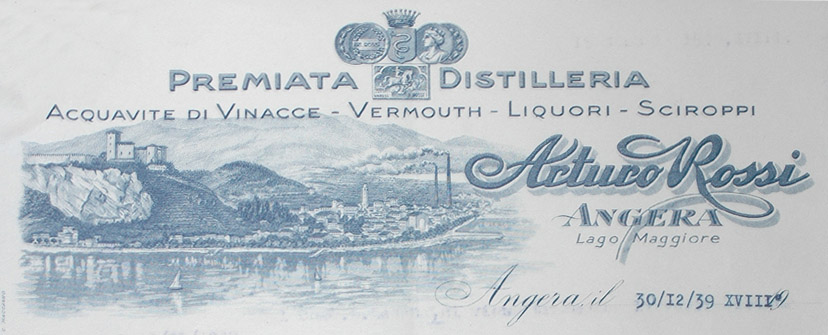 PREMIATA DISTILLERIA
ACQUAVITE DI VINACCE - VERMOUTH - LIQUORI - SCIROPPI
Arturo Rossi
ANGERA
Lago Maggiore
Angera, il 30/12/39 XVIII